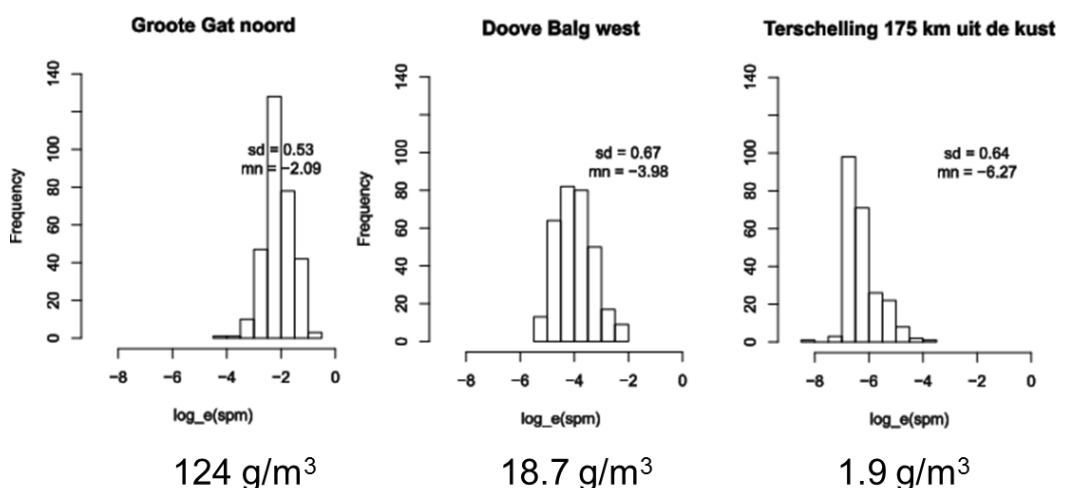 Groote Gat noord
Frequency
0 20 40 60 80 100 140
sd = 0.53
mn = −2.09
−8 −6 −4 −2 0
log_e(spm)
124 g/m³
Doove Balg west
Frequency
0 20 40 60 80 100 140
sd = 0.67
mn = −3.98
−8 −6 −4 −2 0
log_e(spm)
18.7 g/m³
Terschelling 175 km uit de kust
0 20 40 60 80 100 140
sd = 0.64
mn = −6.27
−8 −6 −4 −2 0
log_e(spm)
1.9 g/m³